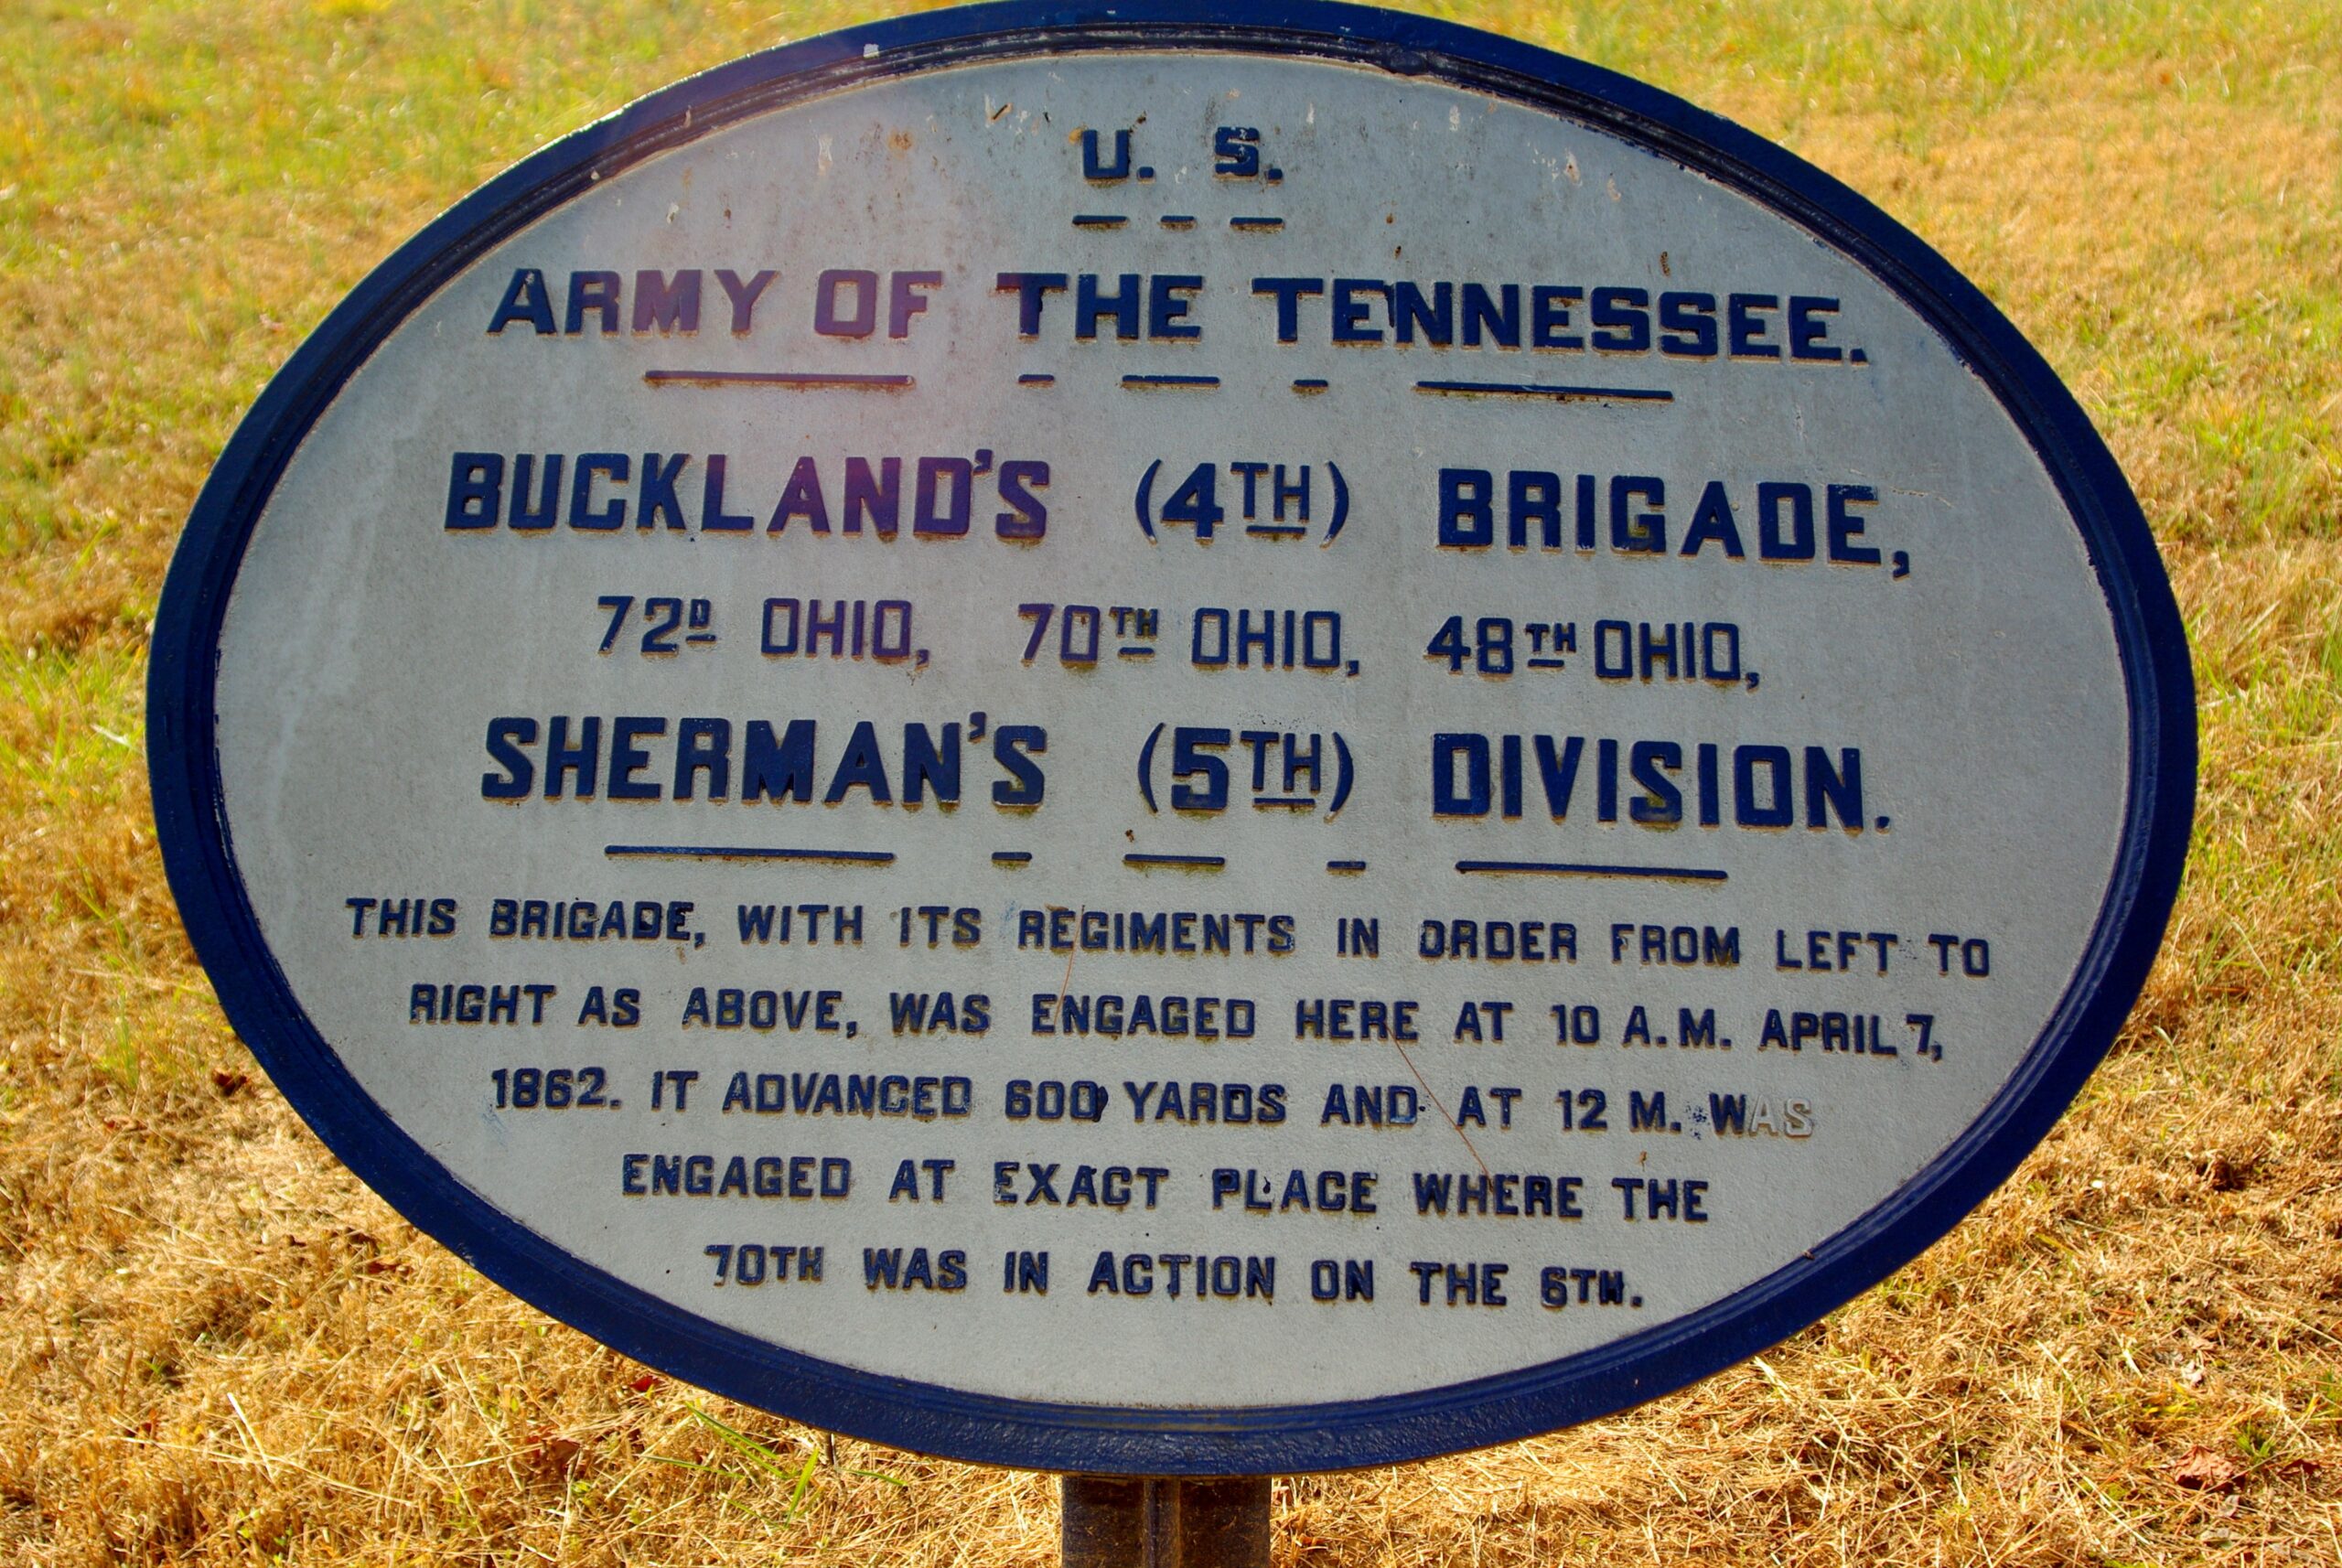 U. S.
ARMY OF THE TENNESSEE.
BUCKLAND'S (4TH) BRIGADE,
72D OHIO, 70TH OHIO, 48TH OHIO,
SHERMAN'S (5TH) DIVISION.
THIS BRIGADE, WITH ITS REGIMENTS IN ORDER FROM LEFT TO
RIGHT AS ABOVE, WAS ENGAGED HERE AT 10 A.M. APRIL 7,
1862. IT ADVANCED 600 YARDS AND AT 12 M. WAS
ENGAGED AT EXACT PLACE WHERE THE
70TH WAS IN ACTION ON THE 6TH.